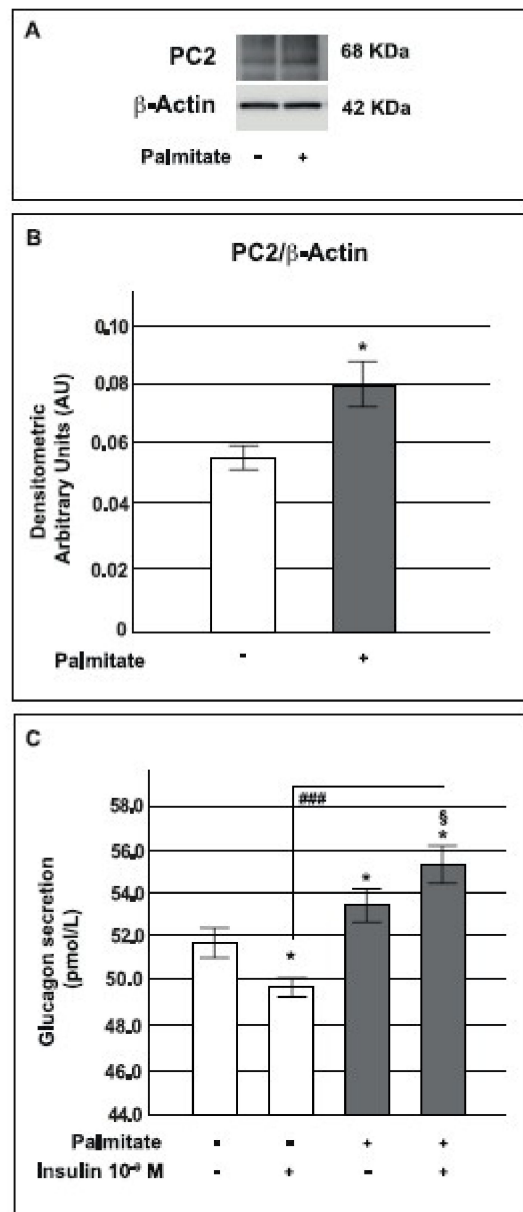 A
PC2 68 KDa
β-Actin 42 KDa
Palmitate - +
B
PC2/β-Actin
Densitometric
Arbitrary Units (AU)
0.10
0.08
0.06
0.04
0.02
0
*
Palmitate - +
C
Glucagon secretion
(pmol/L)
58.0
56.0
54.0
52.0
50.0
48.0
46.0
44.0
###
§
*
*
*
Palmitate - - + +
Insulin 10⁻⁹ M - + - +